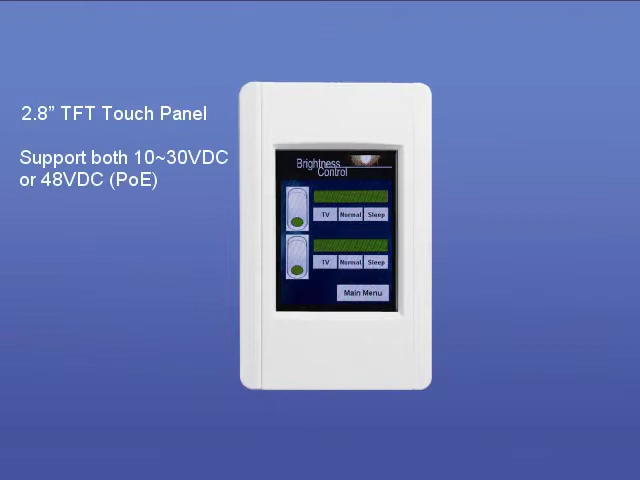 2.8” TFT Touch Panel
Support both 10~30VDC
or 48VDC (PoE)
Brightness
Control
TV Normal Sleep
TV Normal Sleep
Main Menu